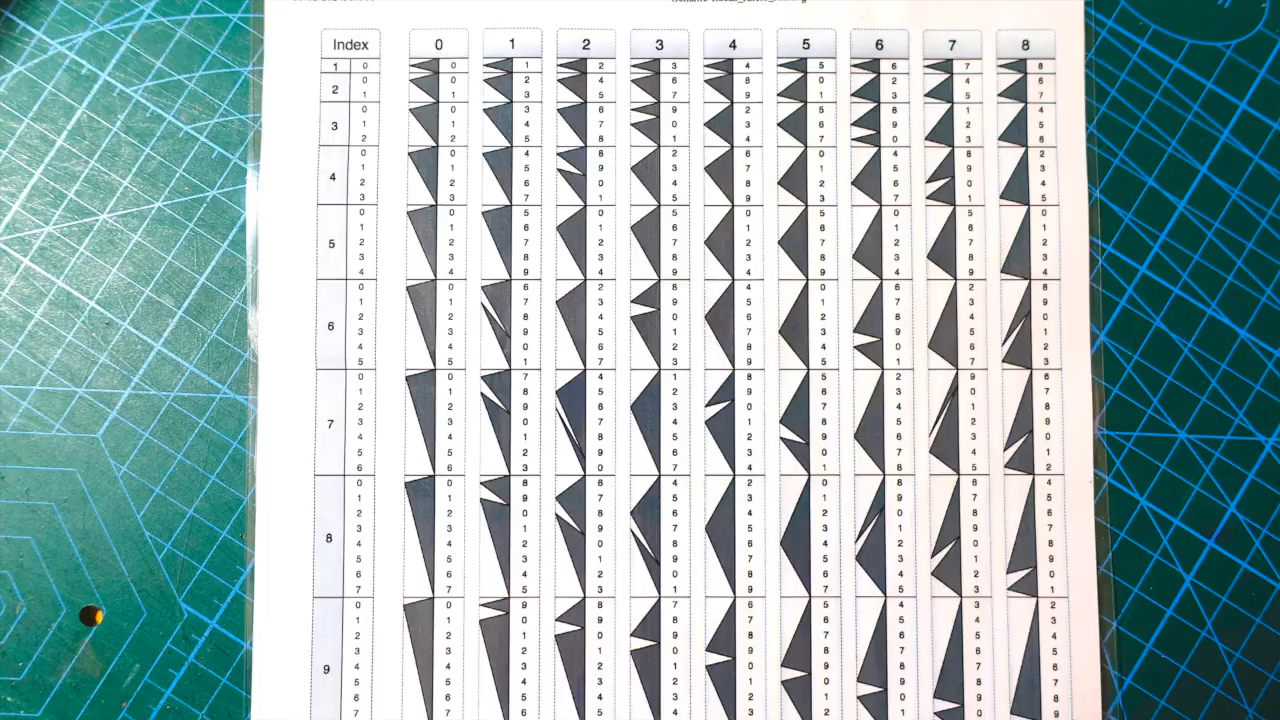 Index 0 1 2 3 4 5 6 7 8
1 0 0 1 2 3 4 5 6 7 8
2 0 0 2 4 6 8 0 2 4 6
1 1 3 5 7 9 1 3 5 7
3 0 0 3 6 9 2 5 8 1 4
1 1 4 7 0 3 6 9 2 5
2 2 5 8 1 4 7 0 3 6
4 0 0 4 8 2 6 0 4 8 2
1 1 5 9 3 7 1 5 9 3
2 2 6 0 4 8 2 6 0 4
3 3 7 1 5 9 3 7 1 5
5 0 0 5 0 5 0 5 0 5 0
1 1 6 1 6 1 6 1 6 1
2 2 7 2 7 2 7 2 7 2
3 3 8 3 8 3 8 3 8 3
4 4 9 4 9 4 9 4 9 4
6 0 0 6 2 8 4 0 6 2 8
1 1 7 3 9 5 1 7 3 9
2 2 8 4 0 6 2 8 4 0
3 3 9 5 1 7 3 9 5 1
4 4 0 6 2 8 4 0 6 2
5 5 1 7 3 9 5 1 7 3
7 0 0 7 4 1 8 5 2 9 6
1 1 8 5 2 9 6 3 0 7
2 2 9 6 3 0 7 4 1 8
3 3 0 7 4 1 8 5 2 9
4 4 1 8 5 2 9 6 3 0
5 5 2 9 6 3 0 7 4 1
6 6 3 0 7 4 1 8 5 2
8 0 0 8 6 4 2 0 8 6 4
1 1 9 7 5 3 1 9 7 5
2 2 0 8 6 4 2 0 8 6
3 3 1 9 7 5 3 1 9 7
4 4 2 0 8 6 4 2 0 8
5 5 3 1 9 7 5 3 1 9
6 6 4 2 0 8 6 4 2 0
7 7 5 3 1 9 7 5 3 1
9 0 0 9 8 7 6 5 4 3 2
1 1 0 9 8 7 6 5 4 3
2 2 1 0 9 8 7 6 5 4
3 3 2 1 0 9 8 7 6 5
4 4 3 2 1 0 9 8 7 6
5 5 4 3 2 1 0 9 8 7
6 6 5 4 3 2 1 0 9 8
7 7 6 5 4 3 2 1 0 9